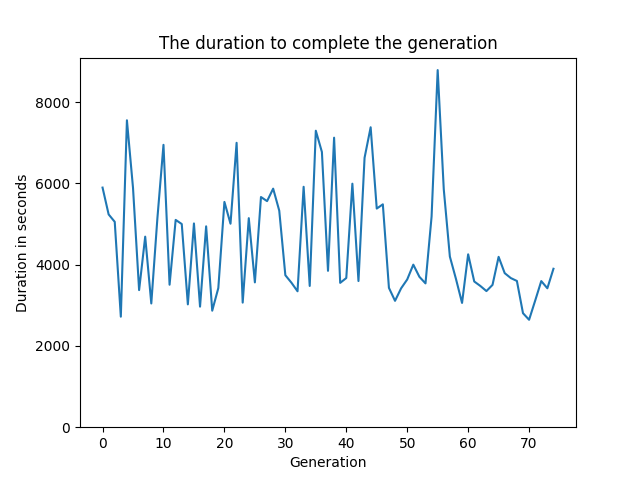 The duration to complete the generation
Duration in seconds
8000
6000
4000
2000
0
0 10 20 30 40 50 60 70
Generation